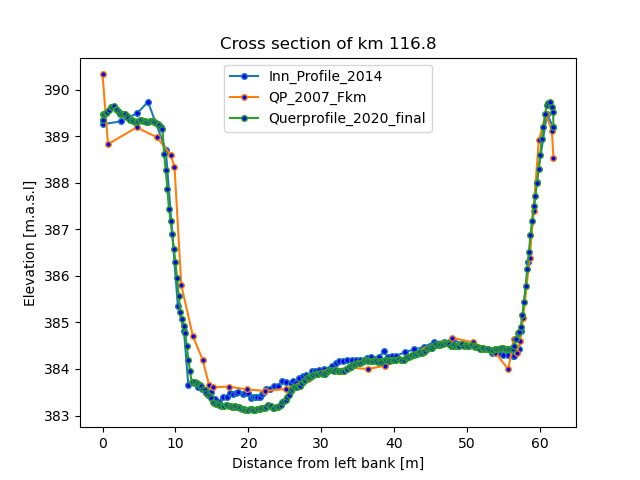 Cross section of km 116.8
Inn_Profile_2014
QP_2007_Fkm
Querprofile_2020_final
Elevation [m.a.s.l]
390
389
388
387
386
385
384
383
0 10 20 30 40 50 60
Distance from left bank [m]